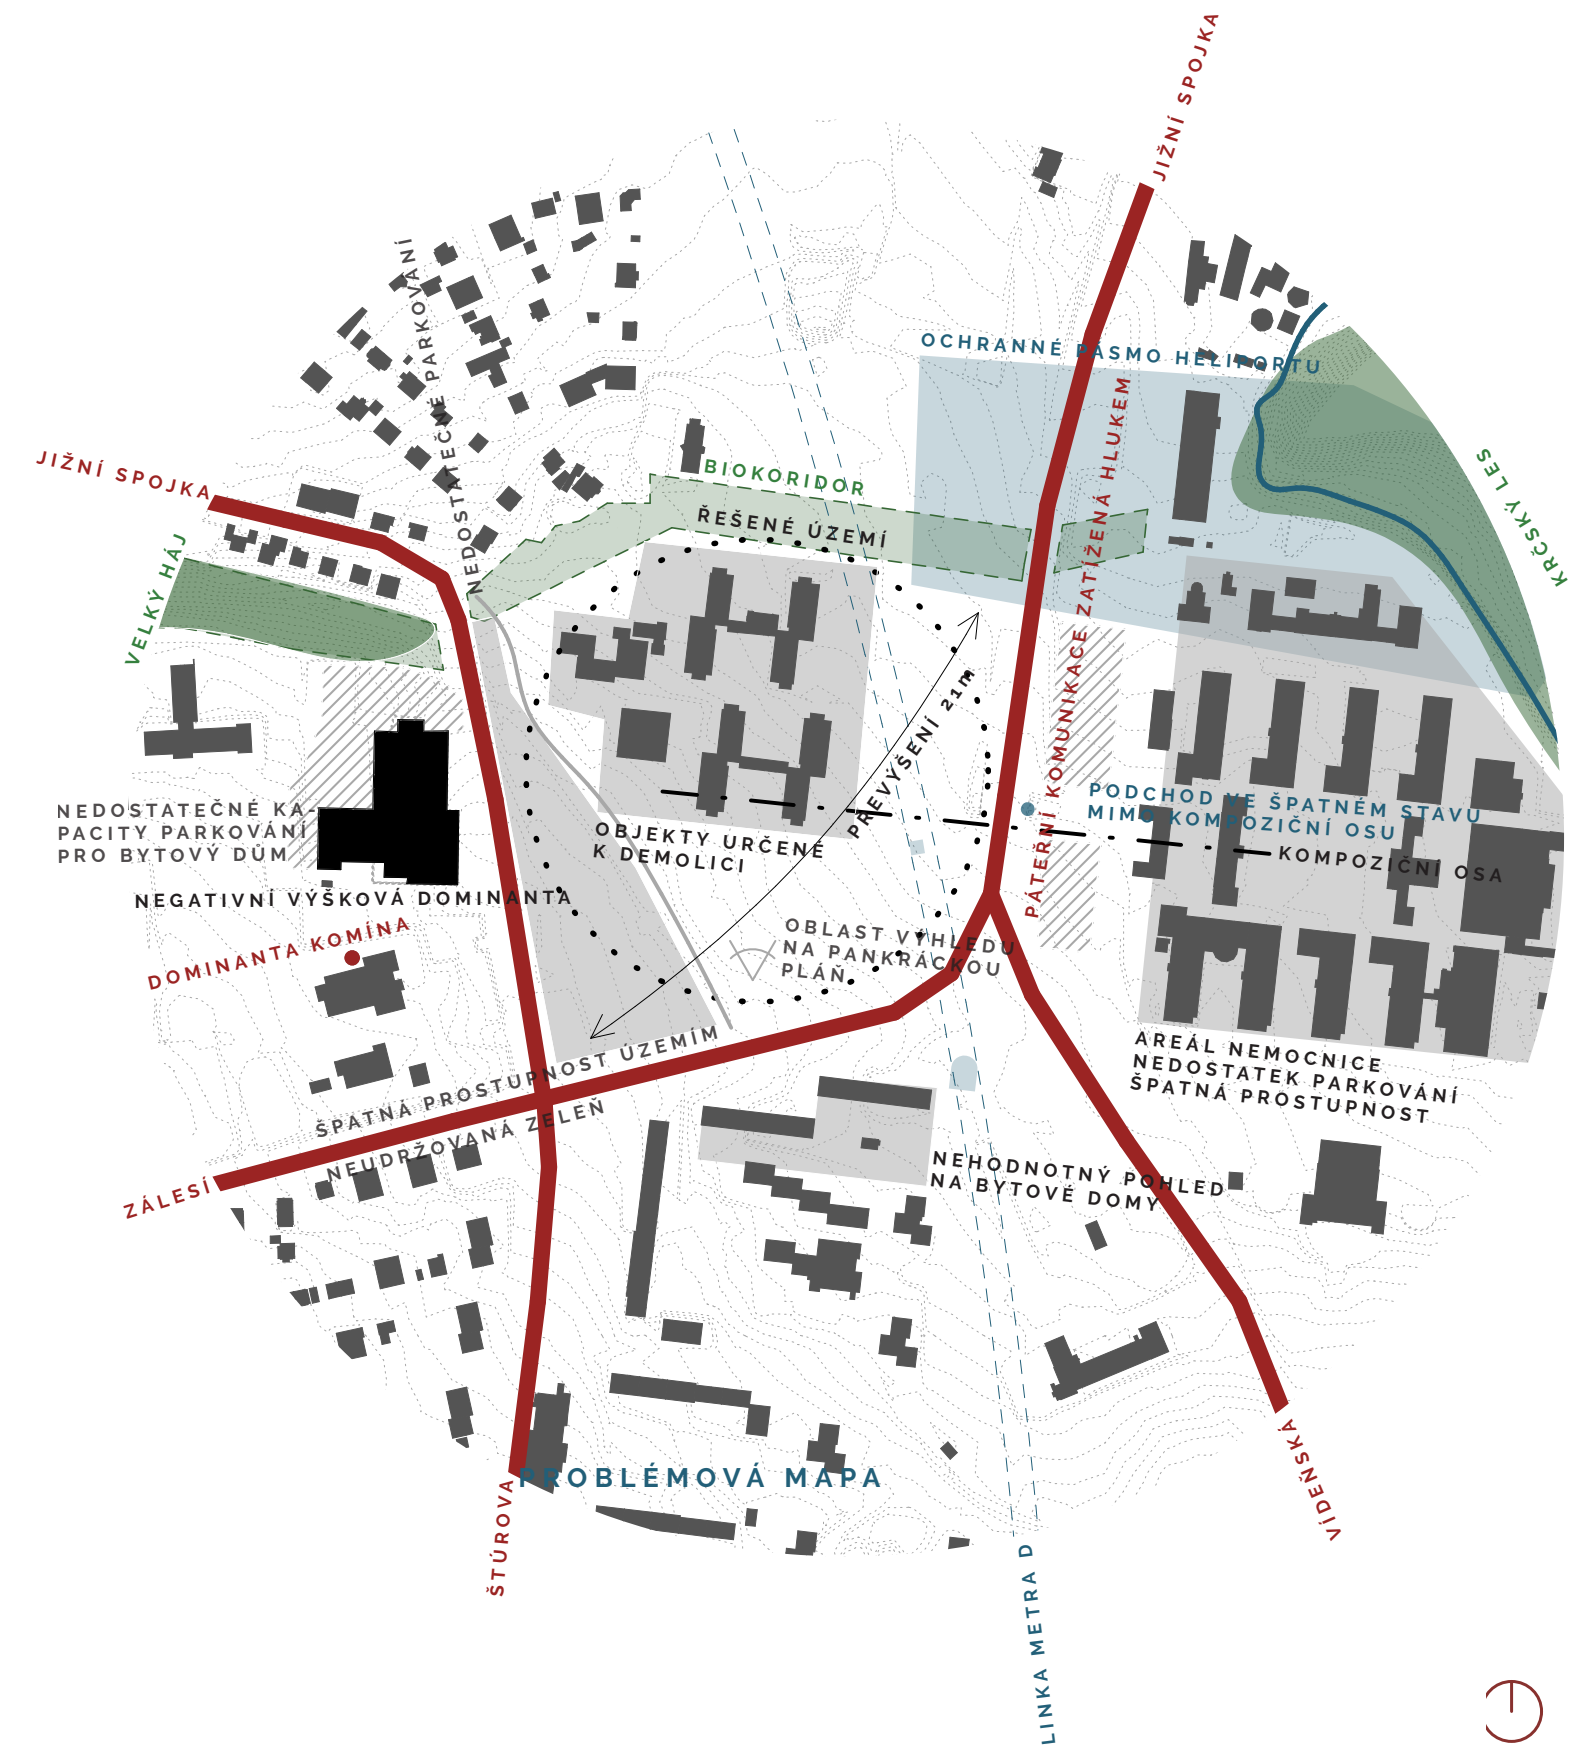 JIŽNÍ SPOJKA
NEDOSTATEČNÉ PARKOVÁNÍ
OCHRANNÉ PÁSMO HELIPORTU
JIŽNÍ SPOJKA
BIOKORIDOR
ŘEŠENÉ ÚZEMÍ
KRČSKÝ LES
VELKÝ HÁJ
PÁTEŘNÍ KOMUNIKACE ZATÍŽENÁ HLUKEM
PŘEVÝŠENÍ 21m
NEDOSTATEČNÉ KA-
PACITY PARKOVÁNÍ
PRO BYTOVÝ DŮM
PODCHOD VE ŠPATNÉM STAVU
MIMO KOMPOZIČNÍ OSU
OBJEKTY URČENÉ
K DEMOLICI
KOMPOZIČNÍ OSA
NEGATIVNÍ VÝŠKOVÁ DOMINANTA
DOMINANTA KOMÍNA
OBLAST VÝHLEDU
NA PANKRÁCKOU
PLÁŇ
ŠPATNÁ PROSTUPNOST ÚZEMÍM
NEUDRŽOVANÁ ZELEŇ
AREÁL NEMOCNICE
NEDOSTATEK PARKOVÁNÍ
ŠPATNÁ PROSTUPNOST
ZÁLESÍ
NEHODNOTNÝ POHLED
NA BYTOVÉ DOMY
VÍDEŇSKÁ
PROBLÉMOVÁ MAPA
ŠTÚROVA
LINKA METRA D